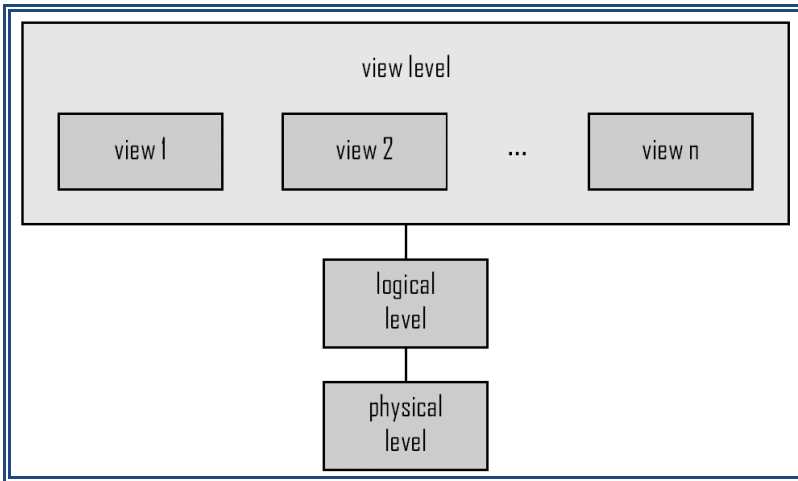 view level
view 1
view 2
...
view n
logical
level
physical
level